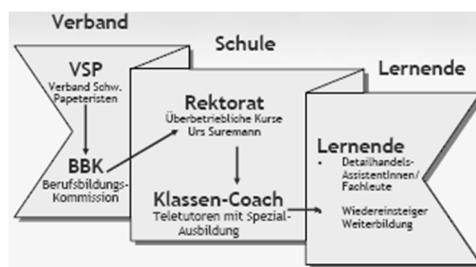 Verband
Schule
Lernende
VSP
Verband Schw.
Papeteristen
BBK
Berufsbildungs-
Kommission
Rektorat
Überbetriebliche Kurse
Urs Suremann
Klassen-Coach
Teletutoren mit Spezial-
Ausbildung
Lernende
• Detailhandels-
AssistentInnen/
Fachleute
Wiedereinsteiger
Weiterbildung